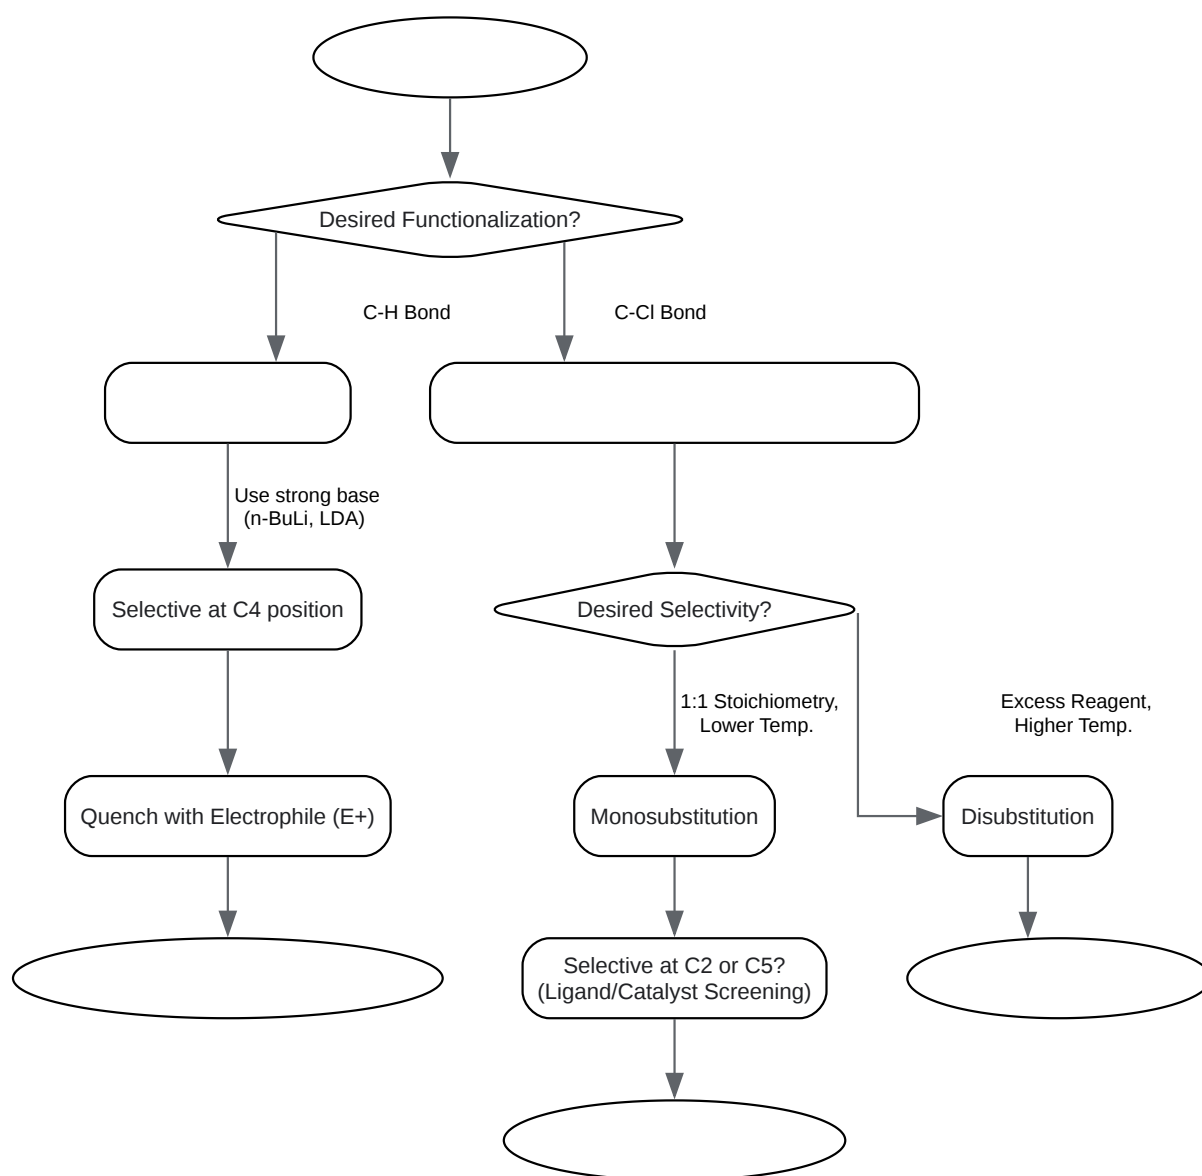 Desired Functionalization?
C-H Bond
C-Cl Bond
Use strong base
(n-BuLi, LDA)
Selective at C4 position
Desired Selectivity?
1:1 Stoichiometry,
Lower Temp.
Excess Reagent,
Higher Temp.
Quench with Electrophile (E+)
Monosubstitution
Disubstitution
Selective at C2 or C5?
(Ligand/Catalyst Screening)